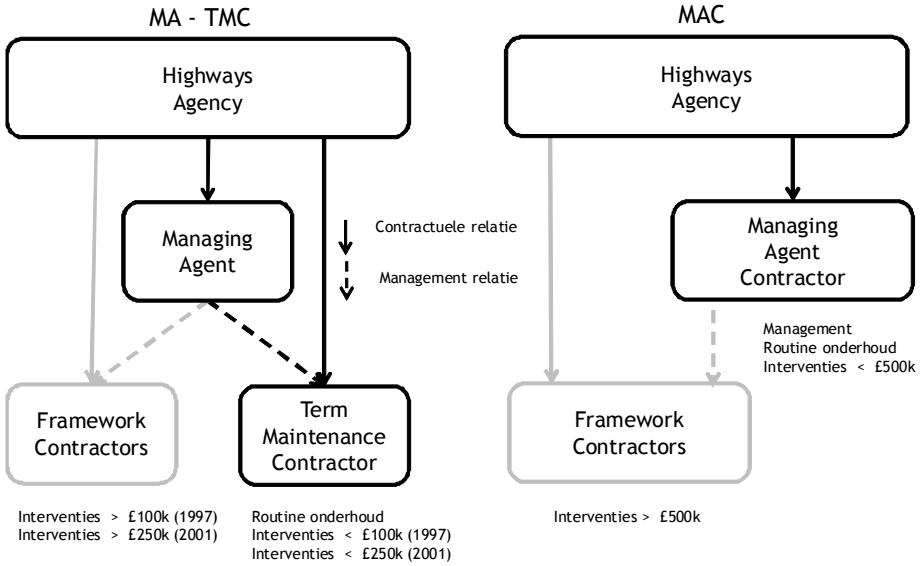 MA - TMC
Highways
Agency
Managing
Agent
Contractuele relatie
Management relatie
Framework
Contractors
Term
Maintenance
Contractor
Interventies > £100k (1997)
Interventies > £250k (2001)
Routine onderhoud
Interventies < £100k (1997)
Interventies < £250k (2001)
MAC
Highways
Agency
Managing
Agent
Contractor
Management
Routine onderhoud
Interventies < £500k
Framework
Contractors
Interventies > £500k